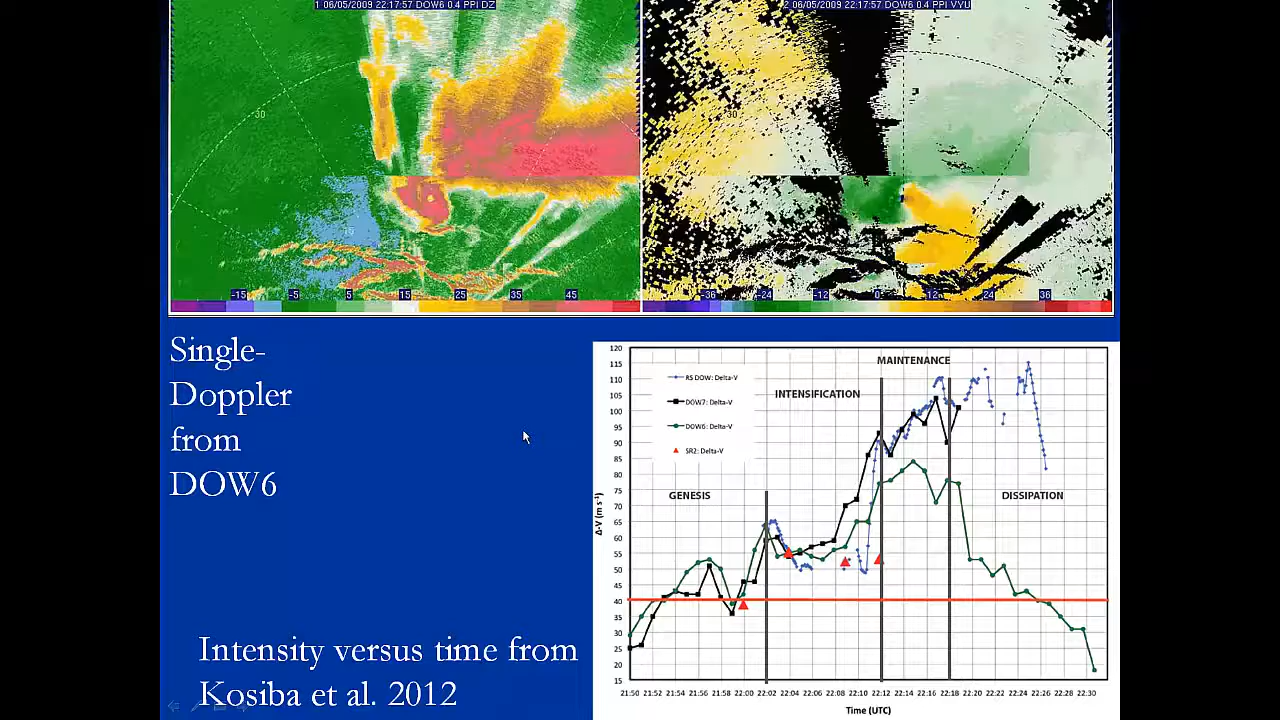 1 06/05/2009 22:17:57 DOW6 0.4 PPI DZ
2 06/05/2009 22:17:57 DOW6 0.4 PPI VYU
30
30
-15 -5 5 15 25 35 45
-36 -24 -12 0 12 24 36
Single-
Doppler
from
DOW6
Intensity versus time from
Kosiba et al. 2012
MAINTENANCE
INTENSIFICATION
GENESIS
DISSIPATION
RS DOW: Delta-V
DOW7: Delta-V
DOW6: Delta-V
SR2: Delta-V
120
115
110
105
100
95
90
85
80
75
70
65
60
55
50
45
40
35
30
25
20
15
Δ-V (m s⁻¹)
21:50 21:52 21:54 21:56 21:58 22:00 22:02 22:04 22:06 22:08 22:10 22:12 22:14 22:16 22:18 22:20 22:22 22:24 22:26 22:28 22:30
Time (UTC)